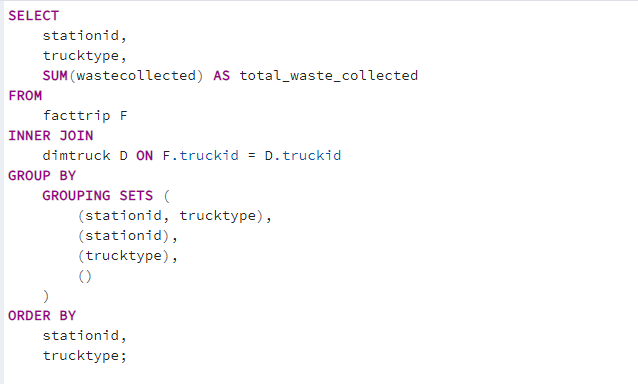 SELECT
    stationid,
    trucktype,
    SUM(wastecollected) AS total_waste_collected
FROM
    facttrip F
INNER JOIN
    dimtruck D ON F.truckid = D.truckid
GROUP BY
    GROUPING SETS (
        (stationid, trucktype),
        (stationid),
        (trucktype),
        ()
    )
ORDER BY
    stationid,
    trucktype;